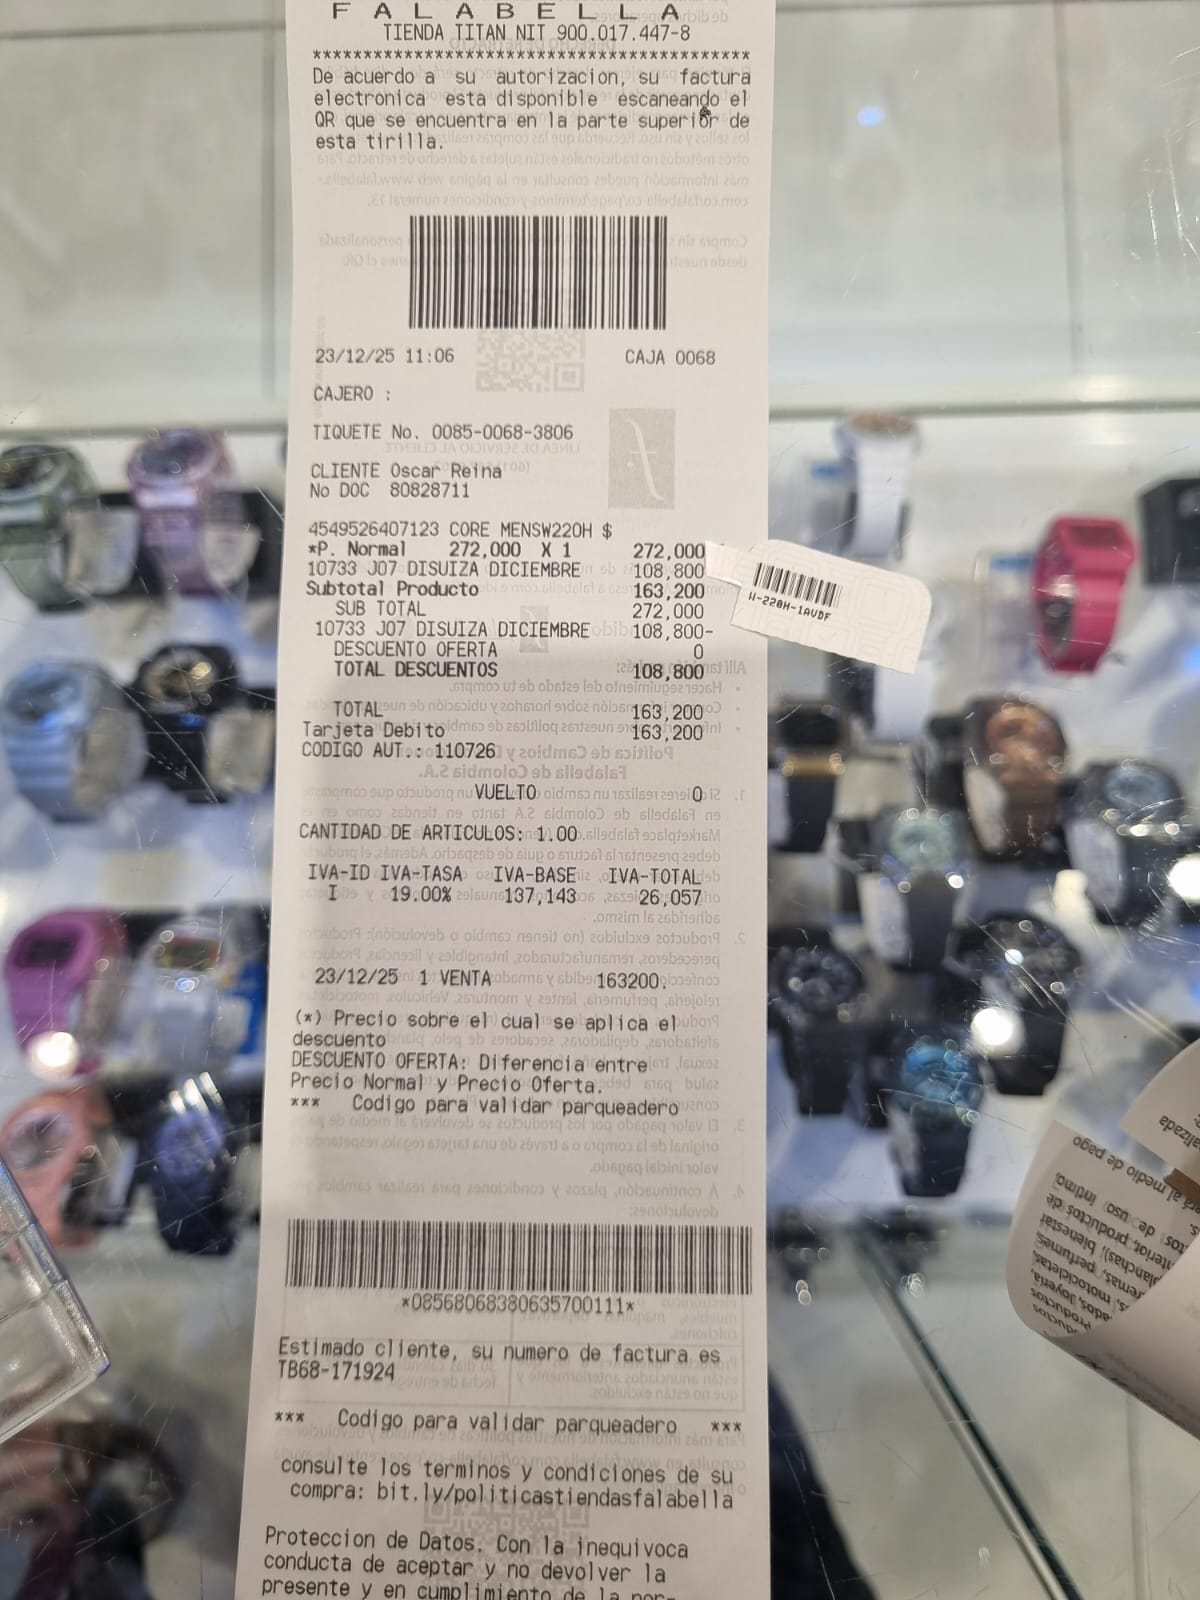 F A L A B E L L A
TIENDA TITAN NIT 900.017.447-8
******************************************
De acuerdo a su autorizacion, su factura
electronica esta disponible escaneando el
QR que se encuentra en la parte superior de
esta tirilla.
23/12/25 11:06 CAJA 0068
CAJERO :
TIQUETE No. 0085-0068-3806
CLIENTE Oscar Reina
No DOC 80828711
4549526407123 CORE MENSW220H $
*P. Normal 272,000 X 1 272,000
10733 J07 DISUIZA DICIEMBRE 108,800
Subtotal Producto 163,200
SUB TOTAL 272,000
10733 J07 DISUIZA DICIEMBRE 108,800-
DESCUENTO OFERTA 0
TOTAL DESCUENTOS 108,800
TOTAL 163,200
Tarjeta Debito 163,200
CODIGO AUT.: 110726
VUELTO 0
CANTIDAD DE ARTICULOS: 1.00
IVA-ID IVA-TASA IVA-BASE IVA-TOTAL
I 19.00% 137,143 26,057
23/12/25 1 VENTA 163200.
(*) Precio sobre el cual se aplica el
descuento
DESCUENTO OFERTA: Diferencia entre
Precio Normal y Precio Oferta.
*** Codigo para validar parqueadero
*08568068380635700111*
Estimado cliente, su numero de factura es
TB68-171924
*** Codigo para validar parqueadero ***
consulte los terminos y condiciones de su
compra: bit.ly/politicastiendasfalabella
Proteccion de Datos. Con la inequivoca
conducta de aceptar y no devolver la
presente y en cumplimiento de la nor-
W-220H-1AVDF